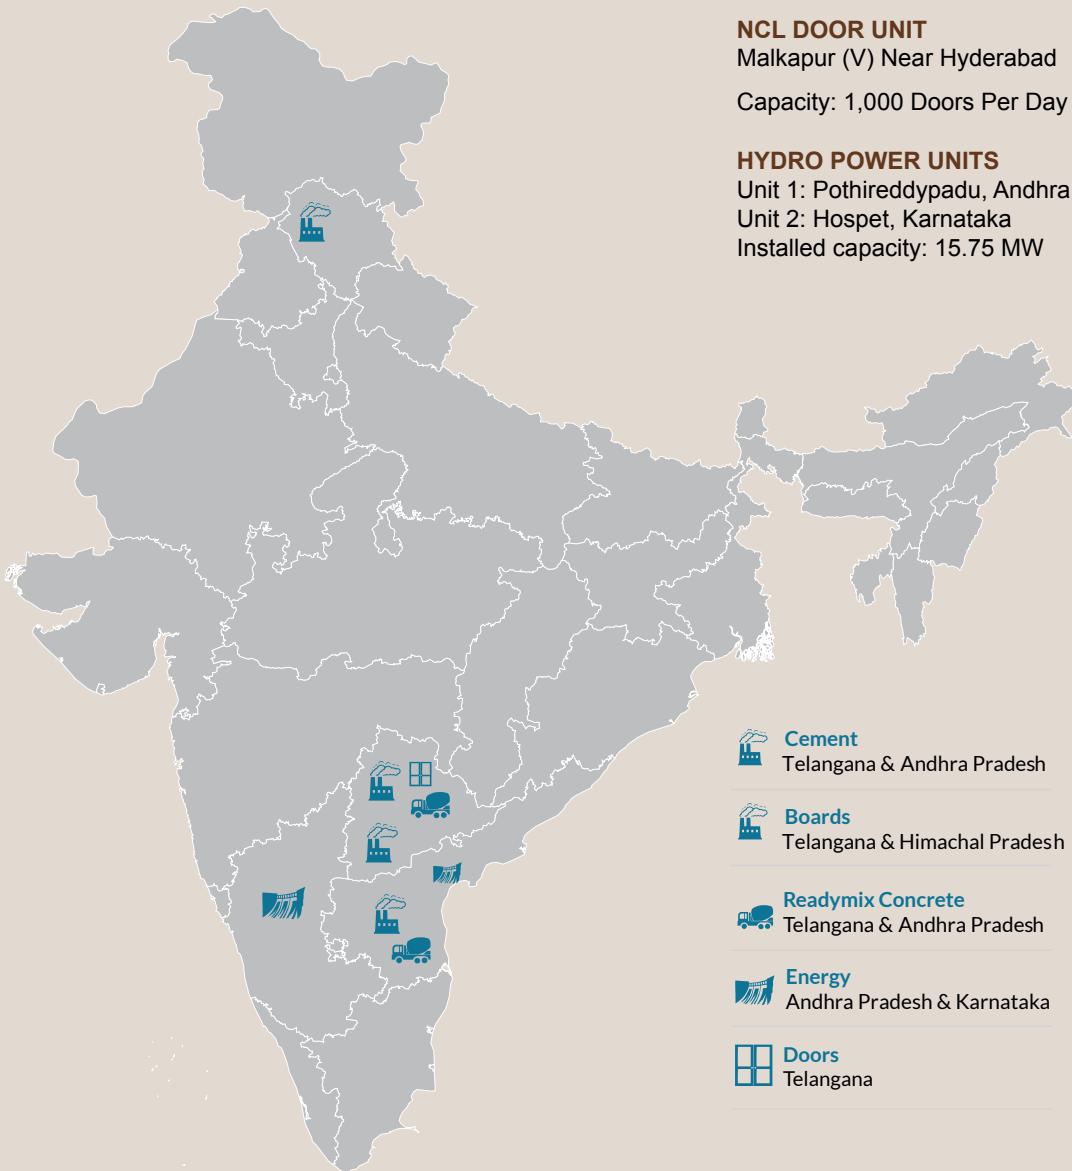 NCL DOOR UNIT
Malkapur (V) Near Hyderabad
Capacity: 1,000 Doors Per Day
HYDRO POWER UNITS
Unit 1: Pothireddypadu, Andhra
Unit 2: Hospet, Karnataka
Installed capacity: 15.75 MW
Cement
Telangana & Andhra Pradesh
Boards
Telangana & Himachal Pradesh
Readymix Concrete
Telangana & Andhra Pradesh
Energy
Andhra Pradesh & Karnataka
Doors
Telangana